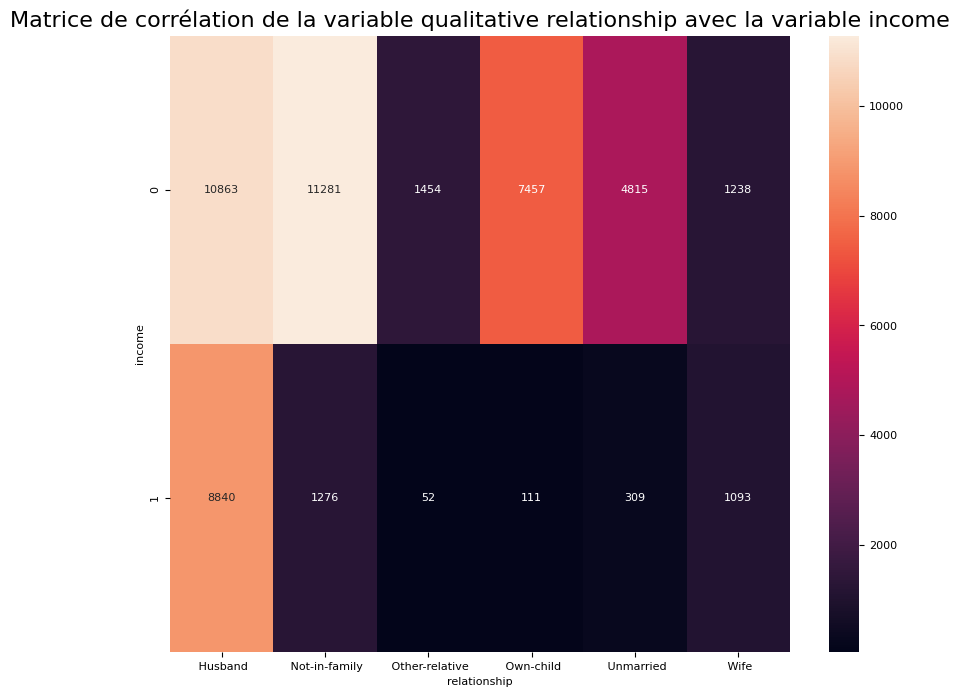 Matrice de corrélation de la variable qualitative relationship avec la variable income
10000
8000
6000
4000
2000
income
0
10863 11281 1454 7457 4815 1238
1
8840 1276 52 111 309 1093
Husband Not-in-family Other-relative Own-child Unmarried Wife
relationship